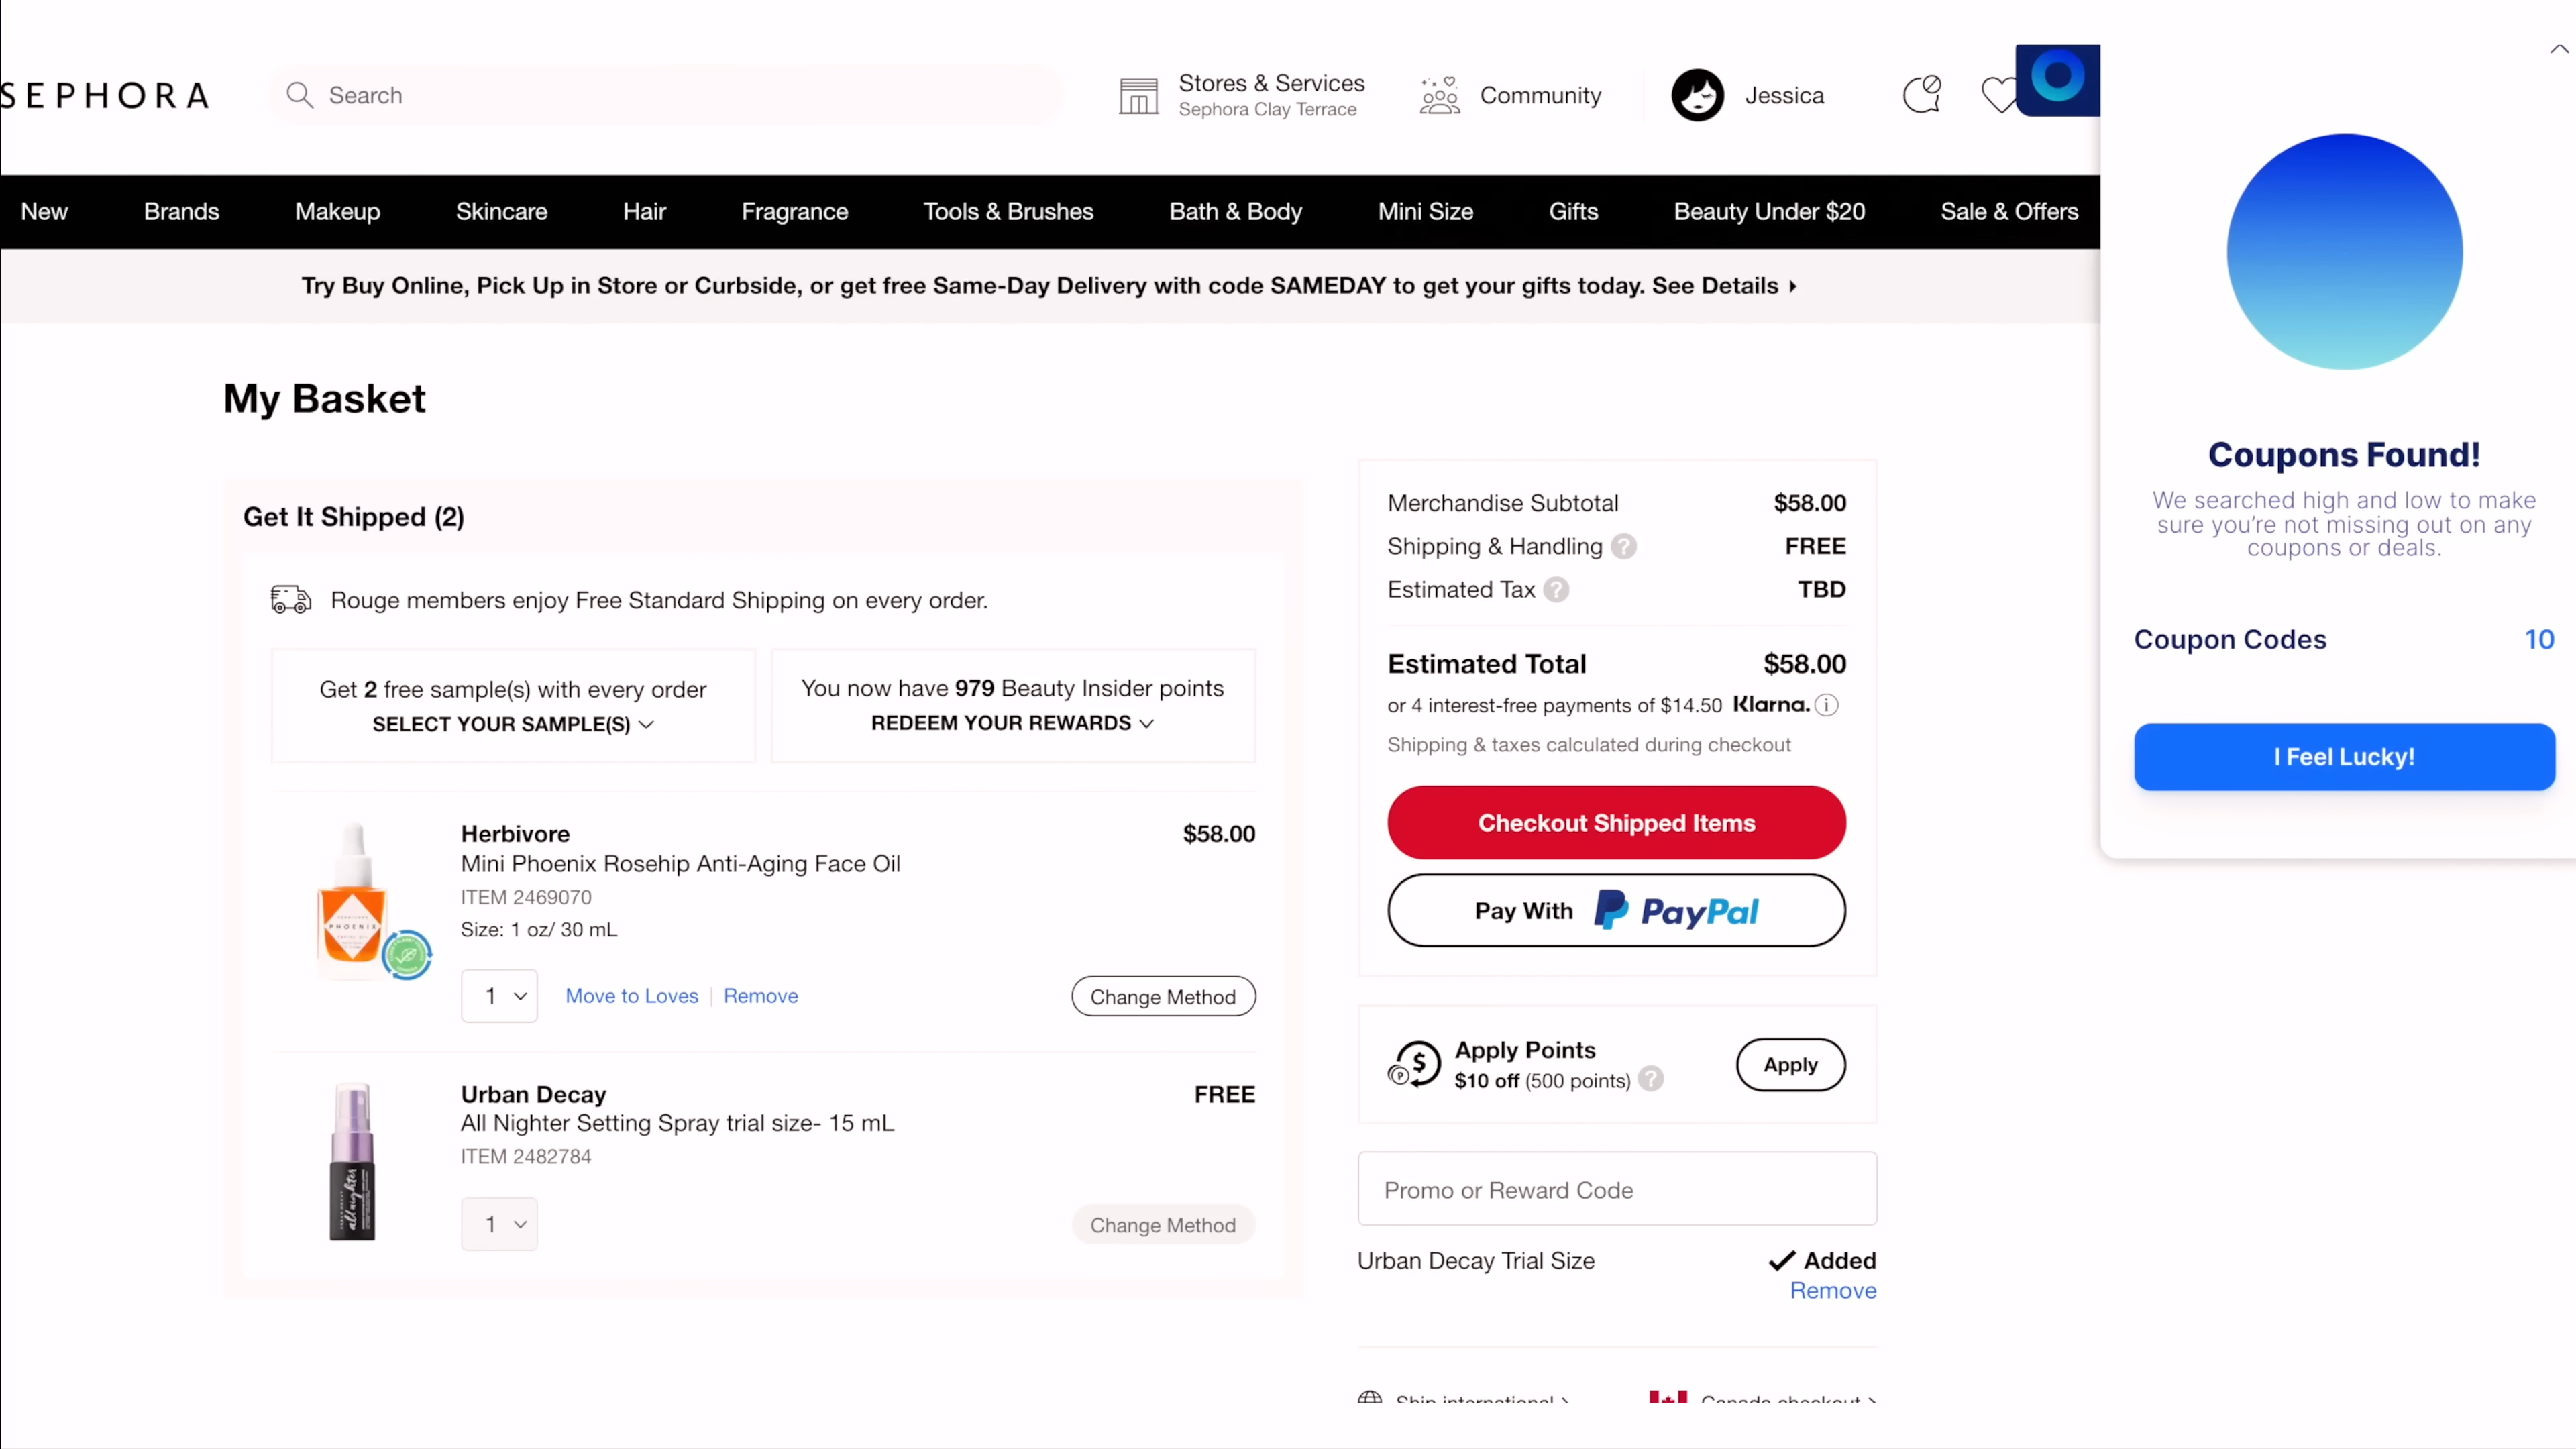 SEPHORA
Search
Stores & Services
Sephora Clay Terrace
Community
Jessica
New Brands Makeup Skincare Hair Fragrance Tools & Brushes Bath & Body Mini Size Gifts Beauty Under $20 Sale & Offers
Try Buy Online, Pick Up in Store or Curbside, or get free Same-Day Delivery with code SAMEDAY to get your gifts today. See Details
My Basket
Get It Shipped (2)
Rouge members enjoy Free Standard Shipping on every order.
Get 2 free sample(s) with every order
SELECT YOUR SAMPLE(S)
You now have 979 Beauty Insider points
REDEEM YOUR REWARDS
Herbivore $58.00
Mini Phoenix Rosehip Anti-Aging Face Oil
ITEM 2469070
Size: 1 oz/ 30 mL
PHOENIX
1 Move to Loves Remove Change Method
Urban Decay FREE
All Nighter Setting Spray trial size- 15 mL
ITEM 2482784
all nighter
1 Change Method
Merchandise Subtotal $58.00
Shipping & Handling ? FREE
Estimated Tax ? TBD
Estimated Total $58.00
or 4 interest-free payments of $14.50 Klarna. i
Shipping & taxes calculated during checkout
Checkout Shipped Items
Pay With PayPal
Apply Points
$10 off (500 points) ?
Apply
Promo or Reward Code
Urban Decay Trial Size Added
Remove
Ship international Canada checkout
Coupons Found!
We searched high and low to make
sure you're not missing out on any
coupons or deals.
Coupon Codes 10
I Feel Lucky!